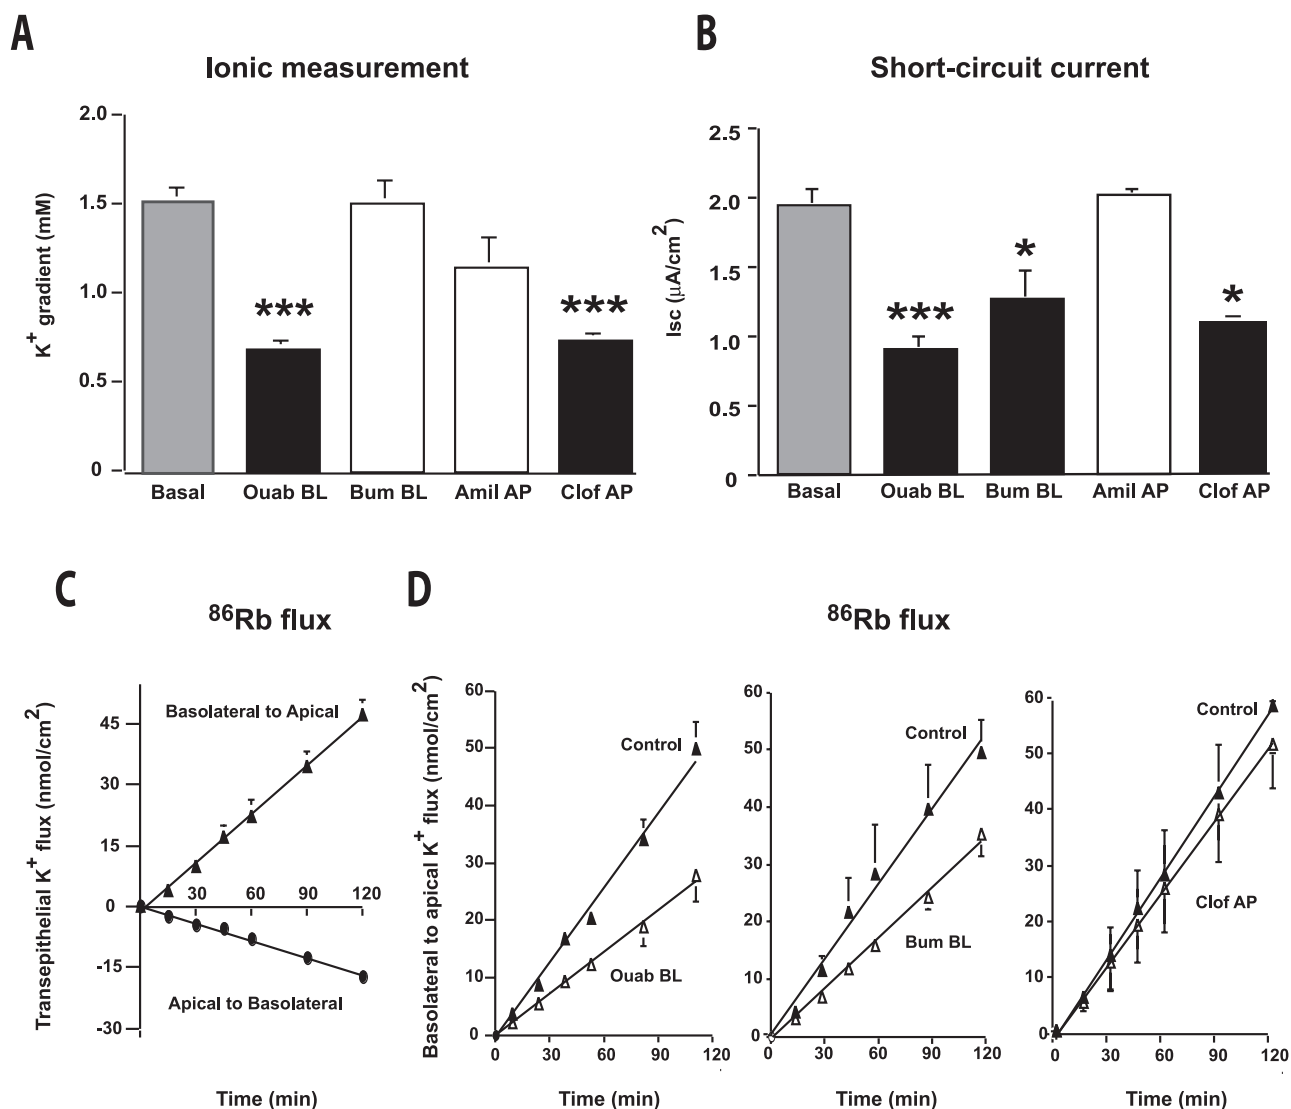 A
Ionic measurement
K+ gradient (mM)
2.0
1.5
1.0
0.5
0
***
***
Basal Ouab BL Bum BL Amil AP Clof AP
B
Short-circuit current
Isc (µA/cm2)
2.5
2.0
1.5
1.0
0.5
0
***
*
*
Basal Ouab BL Bum BL Amil AP Clof AP
C
86Rb flux
Transepithelial K+ flux (nmol/cm2)
45
30
15
0
-15
-30
Basolateral to Apical
30 60 90 120
Apical to Basolateral
Time (min)
D
86Rb flux
Basolateral to apical K+ flux (nmol/cm2)
60
50
40
30
20
10
0
Control
Ouab BL
0 30 60 90 120
Time (min)
60
50
40
30
20
10
0
Control
Bum BL
0 30 60 90 120
Time (min)
60
50
40
30
20
10
0
Control
Clof AP
0 30 60 90 120
Time (min)